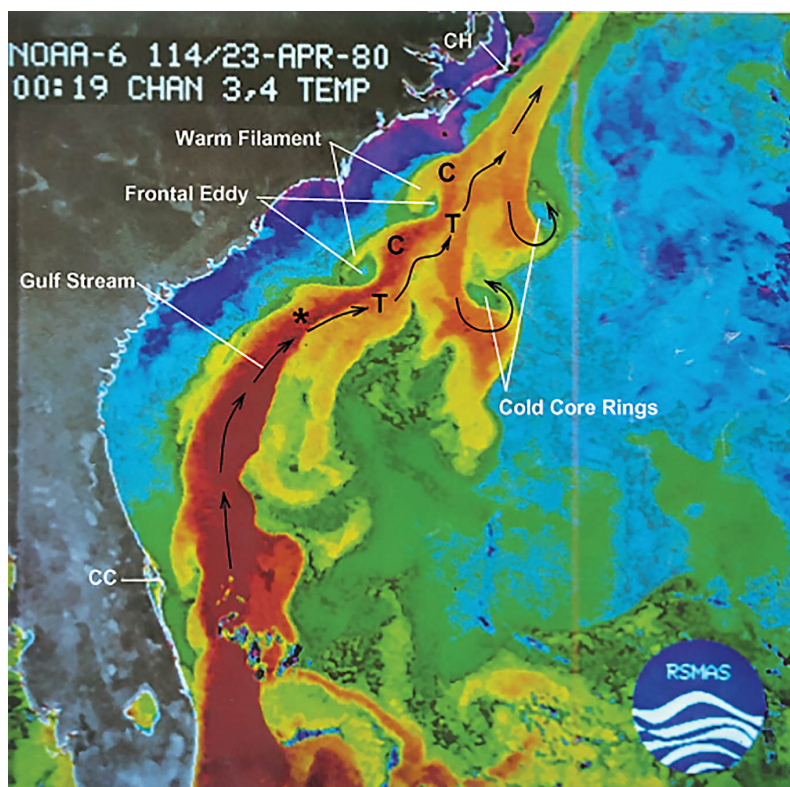 NOAA-6 114/23-APR-80
00:19 CHAN 3,4 TEMP
CH
Warm Filament
C
Frontal Eddy
T
C
Gulf Stream
*
T
Cold Core Rings
CC
RSMAS